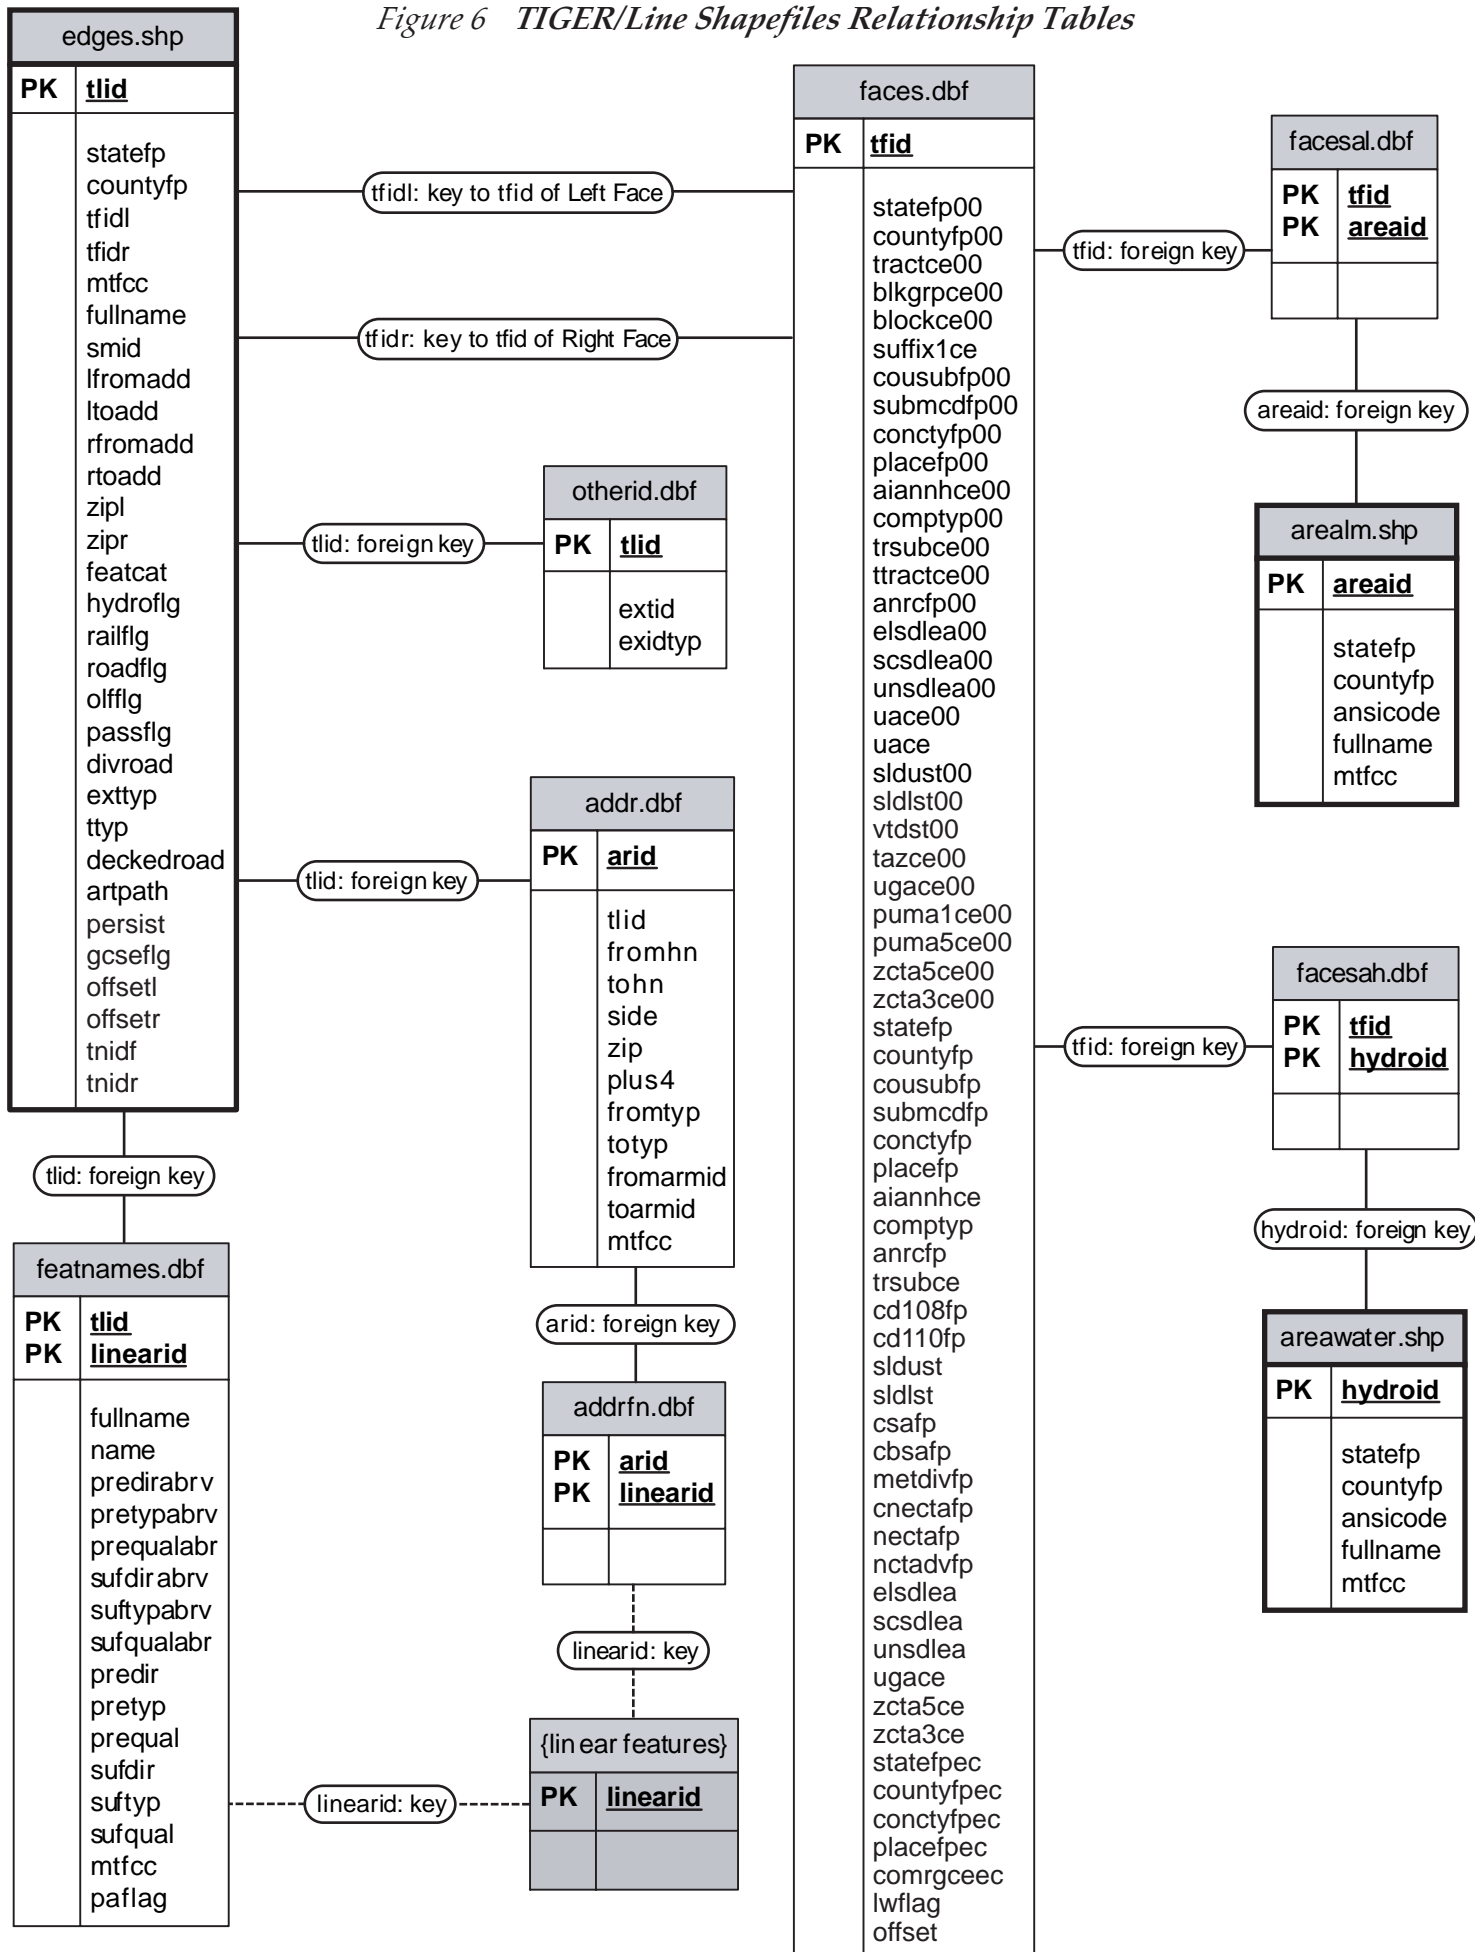 Figure 6 TIGER/Line Shapefiles Relationship Tables
edges.shp
PK tlid
statefp
countyfp
tfidl
tfidr
mtfcc
fullname
smid
lfromadd
ltoadd
rfromadd
rtoadd
zipl
zipr
featcat
hydroflg
railflg
roadflg
olfflg
passflg
divroad
exttyp
ttyp
deckedroad
artpath
persist
gcseflg
offsetl
offsetr
tnidf
tnidr
tlid: foreign key
featnames.dbf
PK tlid
PK linearid
fullname
name
predirabrv
pretypabrv
prequalabr
sufdirabrv
suftypabrv
sufqualabr
predir
pretyp
prequal
sufdir
suftyp
sufqual
mtfcc
paflag
tfidl: key to tfid of Left Face
tfidr: key to tfid of Right Face
tlid: foreign key
otherid.dbf
PK tlid
extid
exidtyp
tlid: foreign key
addr.dbf
PK arid
tlid
fromhn
tohn
side
zip
plus4
fromtyp
totyp
fromarmid
toarmid
mtfcc
arid: foreign key
addrfn.dbf
PK arid
PK linearid
linearid: key
{linear features}
PK linearid
linearid: key
faces.dbf
PK tfid
statefp00
countyfp00
tractce00
blkgrpce00
blockce00
suffix1ce
cousubfp00
submcdfp00
conctyfp00
placefp00
aiannhce00
comptyp00
trsubce00
ttractce00
anrcfp00
elsdlea00
scsdlea00
unsdlea00
uace00
uace
sldust00
sldlst00
vtdst00
tazce00
ugace00
puma1ce00
puma5ce00
zcta5ce00
zcta3ce00
statefp
countyfp
cousubfp
submcdfp
conctyfp
placefp
aiannhce
comptyp
anrcfp
trsubce
cd108fp
cd110fp
sldust
sldlst
csafp
cbsafp
metdivfp
cnectafp
nectafp
nctadvfp
elsdlea
scsdlea
unsdlea
ugace
zcta5ce
zcta3ce
statefpec
countyfpec
conctyfpec
placefpec
comrgceec
lwflag
offset
tfid: foreign key
facesal.dbf
PK tfid
PK areaid
areaid: foreign key
arealm.shp
PK areaid
statefp
countyfp
ansicode
fullname
mtfcc
tfid: foreign key
facesah.dbf
PK tfid
PK hydroid
hydroid: foreign key
areawater.shp
PK hydroid
statefp
countyfp
ansicode
fullname
mtfcc